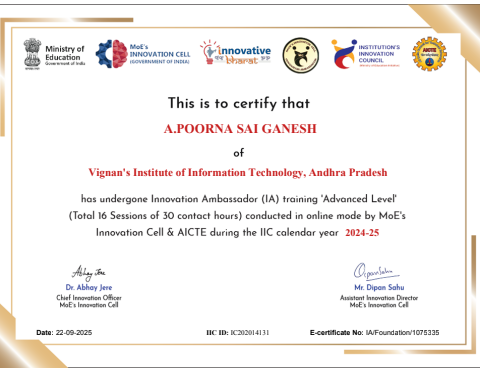 Ministry of
Education
Government of India
MoE's
INNOVATION CELL
(GOVERNMENT OF INDIA)
innovative
bharat
INSTITUTION'S
INNOVATION
COUNCIL
AICTE
This is to certify that
A.POORNA SAI GANESH
of
Vignan's Institute of Information Technology, Andhra Pradesh
has undergone Innovation Ambassador (IA) training 'Advanced Level'
(Total 16 Sessions of 30 contact hours) conducted in online mode by MoE's
Innovation Cell & AICTE during the IIC calendar year 2024-25
Dr. Abhay Jere
Chief Innovation Officer
MoE's Innovation Cell
Mr. Dipan Sahu
Assistant Innovation Director
MoE's Innovation Cell
Date: 22-09-2025
IIC ID: IC202014131
E-certificate No: IA/Foundation/1075335